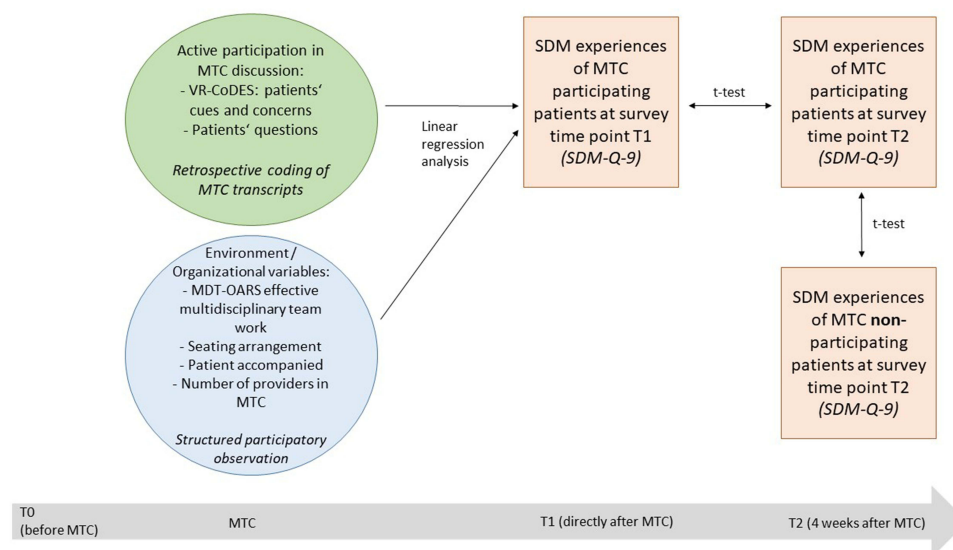 Active participation in
MTC discussion:
- VR-CoDES: patients‘
cues and concerns
- Patients‘ questions
Retrospective coding of
MTC transcripts
Environment/
Organizational variables:
- MDT-OARS effective
multidisciplinary team
work
- Seating arrangement
- Patient accompanied
- Number of providers in
MTC
Structured participatory
observation
Linear
regression
analysis
SDM experiences
of MTC
participating
patients at survey
time point T1
(SDM-Q-9)
t-test
SDM experiences
of MTC
participating
patients at survey
time point T2
(SDM-Q-9)
t-test
SDM experiences
of MTC non-
participating
patients at survey
time point T2
(SDM-Q-9)
T0
(before MTC)
MTC
T1 (directly after MTC)
T2 (4 weeks after MTC)